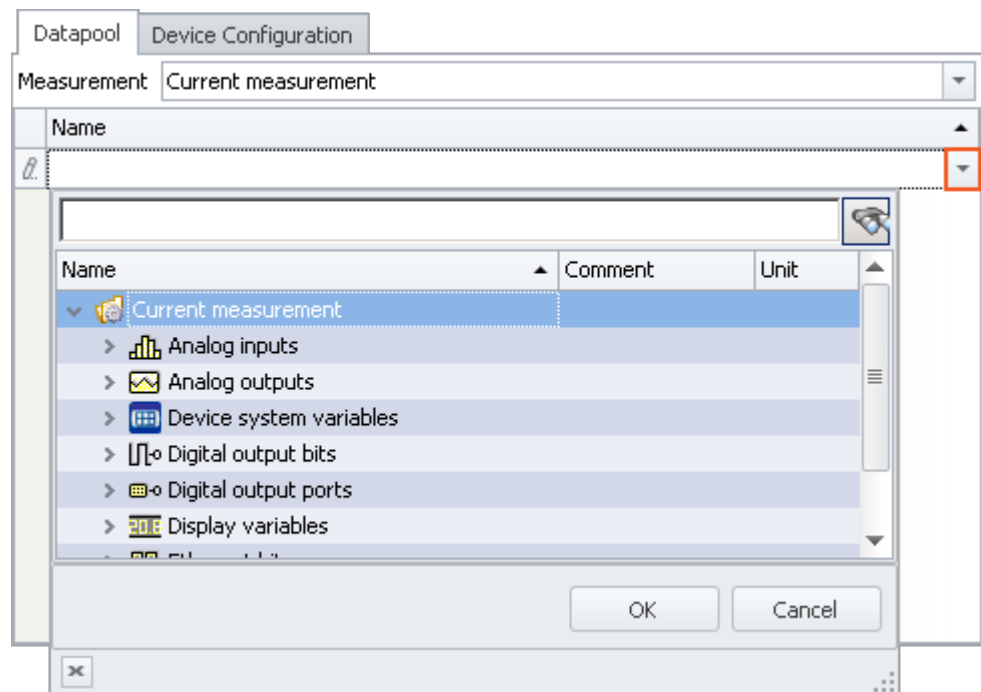 Datapool Device Configuration
Measurement Current measurement
Name
Name Comment Unit
Current measurement
Analog inputs
Analog outputs
Device system variables
Digital output bits
Digital output ports
Display variables
OK Cancel